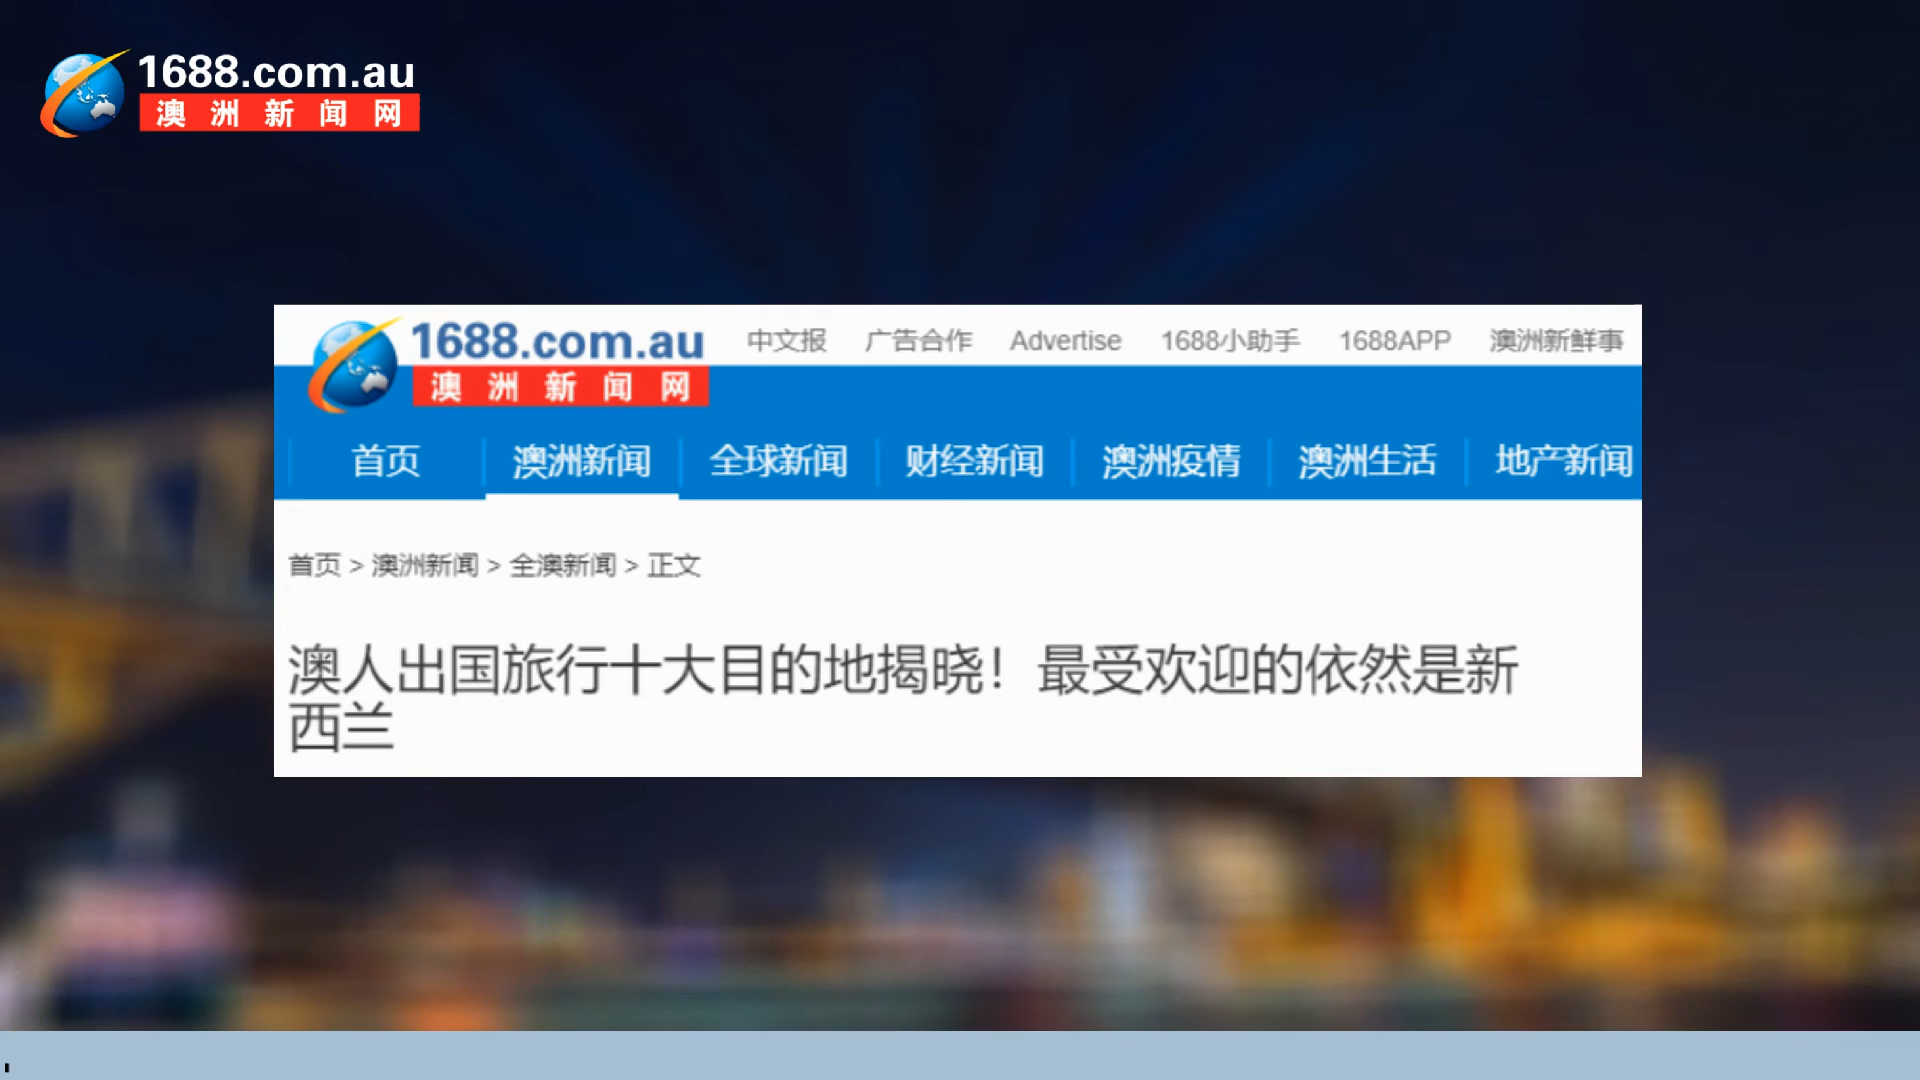 1688.com.au
澳洲新闻网
1688.com.au 中文报 广告合作 Advertise 1688小助手 1688APP 澳洲新鲜事
澳洲新闻网
首页 澳洲新闻 全球新闻 财经新闻 澳洲疫情 澳洲生活 地产新闻
首页 > 澳洲新闻 > 全澳新闻 > 正文
澳人出国旅行十大目的地揭晓！最受欢迎的依然是新
西兰